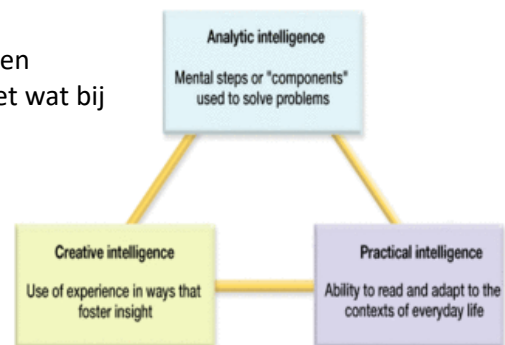 en
et wat bij
Analytic intelligence
Mental steps or "components"
used to solve problems
Creative intelligence
Use of experience in ways that
foster insight
Practical intelligence
Ability to read and adapt to the
contexts of everyday life